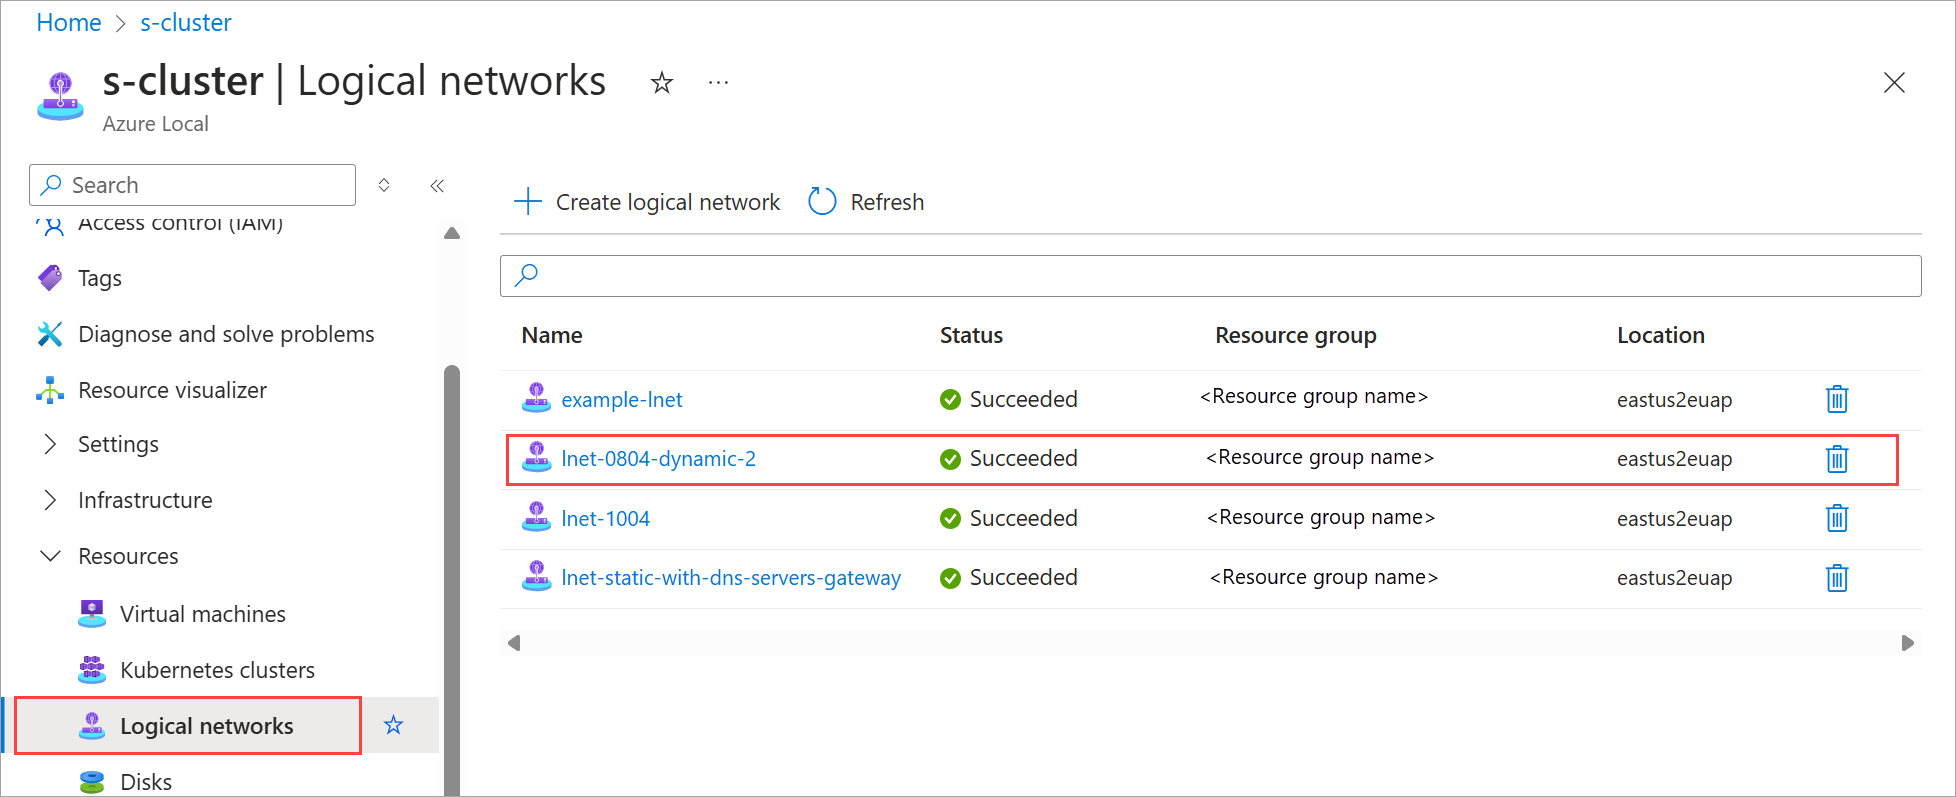 Home > s-cluster
s-cluster | Logical networks ...
Azure Local
Search
Access control (IAM)
Tags
Diagnose and solve problems
Resource visualizer
Settings
Infrastructure
Resources
Virtual machines
Kubernetes clusters
Logical networks
Disks
Create logical network Refresh
Name Status Resource group Location
example-lnet Succeeded <Resource group name> eastus2euap
lnet-0804-dynamic-2 Succeeded <Resource group name> eastus2euap
lnet-1004 Succeeded <Resource group name> eastus2euap
lnet-static-with-dns-servers-gateway Succeeded <Resource group name> eastus2euap